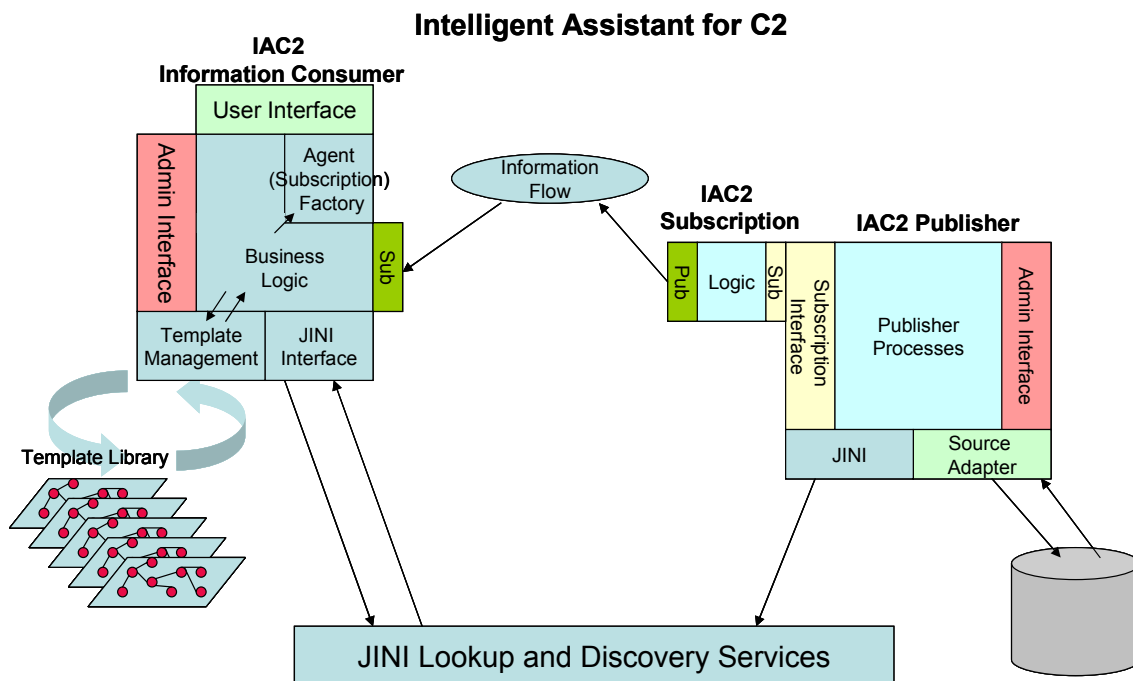 Intelligent Assistant for C2
IAC2
Information Consumer
User Interface
Admin Interface
Agent
(Subscription)
Factory
Business
Logic
Sub
Template
Management
JINI
Interface
Template Library
Information
Flow
IAC2
Subscription
Pub
Logic
Sub
IAC2 Publisher
Subscription
Interface
Publisher
Processes
Admin Interface
JINI
Source
Adapter
JINI Lookup and Discovery Services